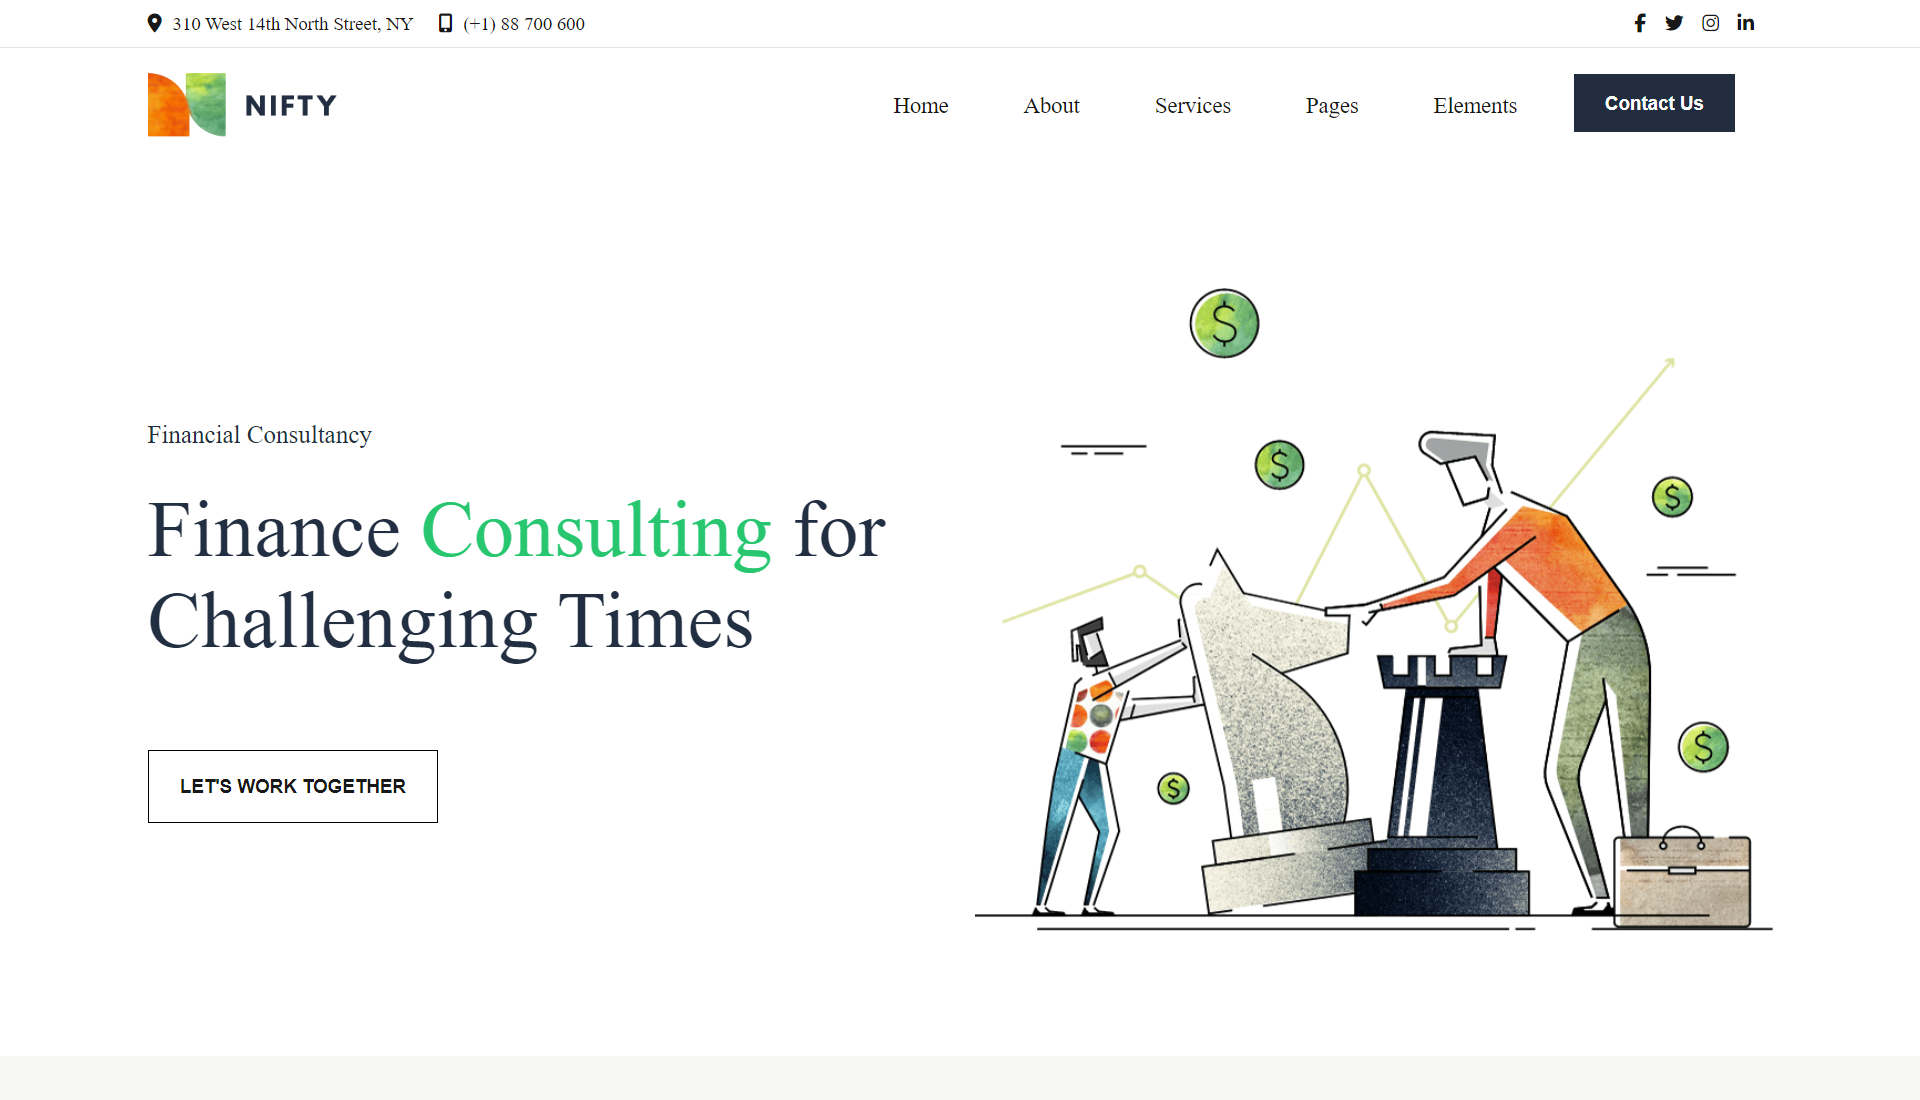 310 West 14th North Street, NY (+1) 88 700 600
NIFTY
Home About Services Pages Elements Contact Us
Financial Consultancy
Finance Consulting for
Challenging Times
LET'S WORK TOGETHER
$
$
$
$
$